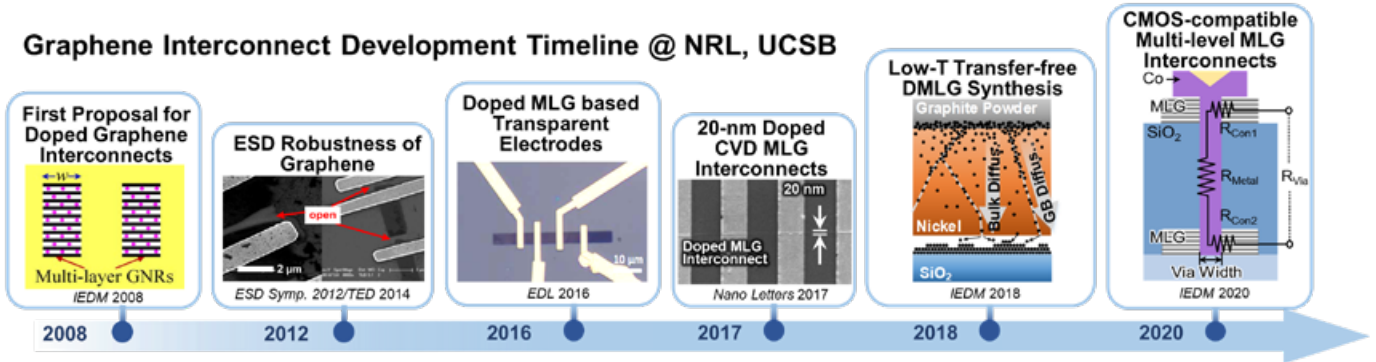 Graphene Interconnect Development Timeline @ NRL, UCSB
First Proposal for
Doped Graphene
Interconnects
w
Multi-layer GNRs
IEDM 2008
ESD Robustness of
Graphene
open
2 μm
ESD Symp. 2012/TED 2014
Doped MLG based
Transparent
Electrodes
10 μm
EDL 2016
20-nm Doped
CVD MLG
Interconnects
20 nm
Doped MLG
Interconnect
Nano Letters 2017
Low-T Transfer-free
DMLG Synthesis
Graphite Powder
Bulk Diffus.
GB Diffus.
Nickel
SiO2
IEDM 2018
CMOS-compatible
Multi-level MLG
Interconnects
Co
MLG
SiO2
RCon1
RMetal
RVia
RCon2
MLG
Via Width
IEDM 2020
2008
2012
2016
2017
2018
2020